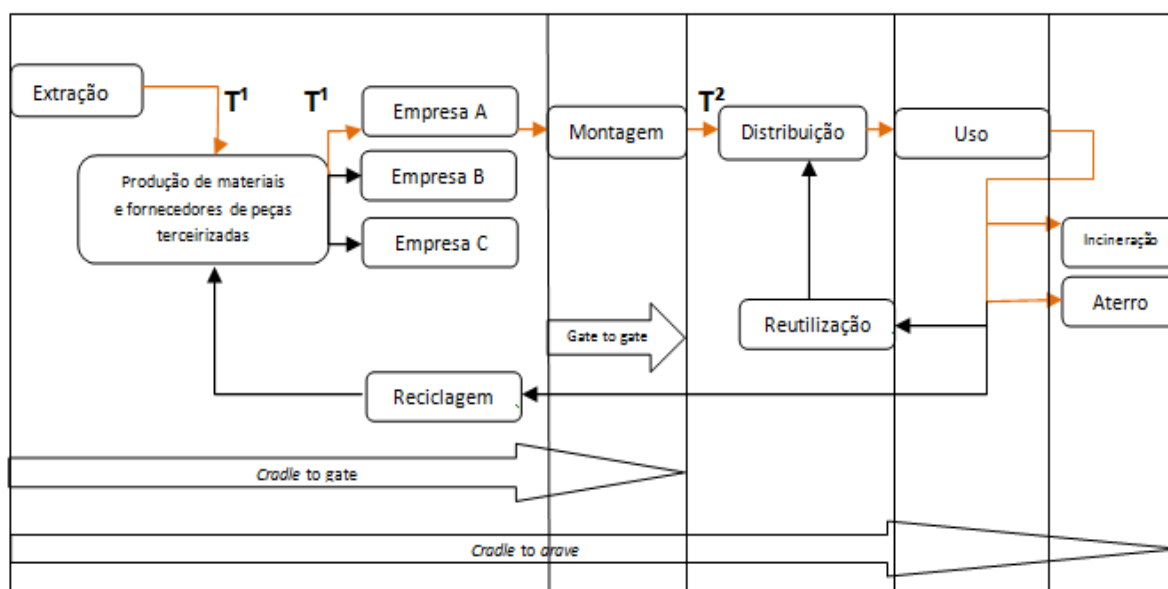 Extração
T¹
T¹
Empresa A
Montagem
T²
Distribuição
Uso
Produção de materiais
e fornecedores de peças
terceirizadas
Empresa B
Empresa C
Incineração
Aterro
Gate to gate
Reutilização
Reciclagem
Cradle to gate
Cradle to grave